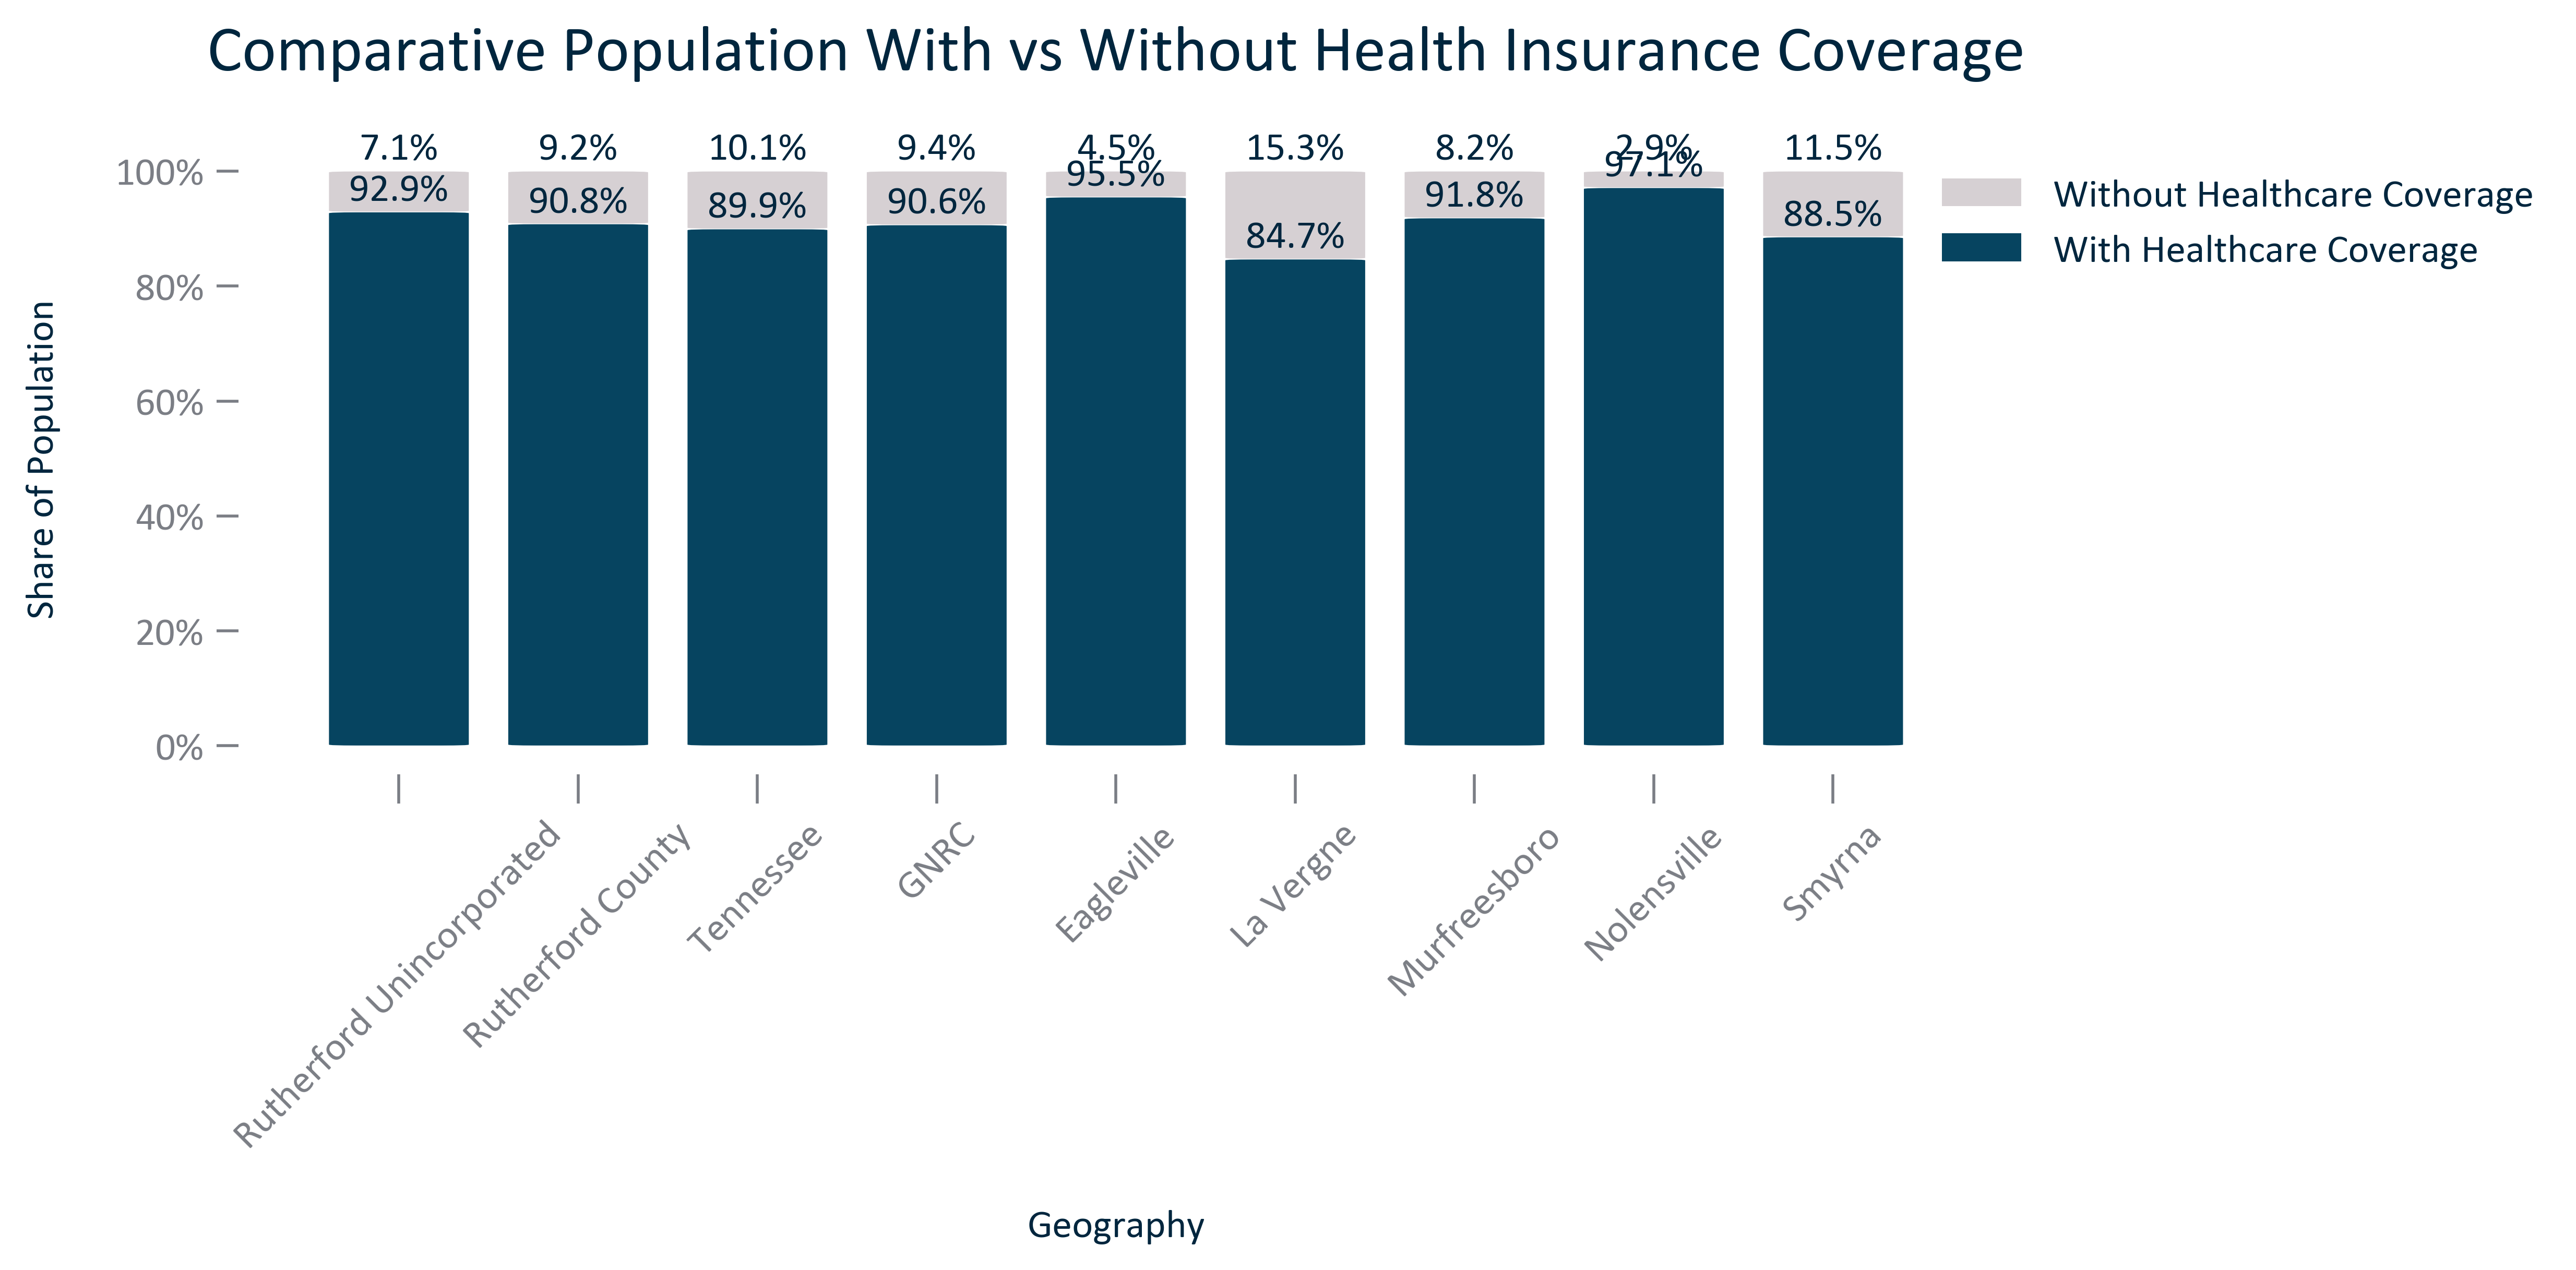 Comparative Population With vs Without Health Insurance Coverage
7.1% 9.2% 10.1% 9.4% 4.5% 15.3% 8.2% 2.9% 11.5%
92.9% 90.8% 89.9% 90.6% 95.5% 84.7% 91.8% 97.1% 88.5%
100%
80%
60%
40%
20%
0%
Share of Population
Without Healthcare Coverage
With Healthcare Coverage
Rutherford Unincorporated
Rutherford County
Tennessee
GNRC
Eagleville
La Vergne
Murfreesboro
Nolensville
Smyrna
Geography